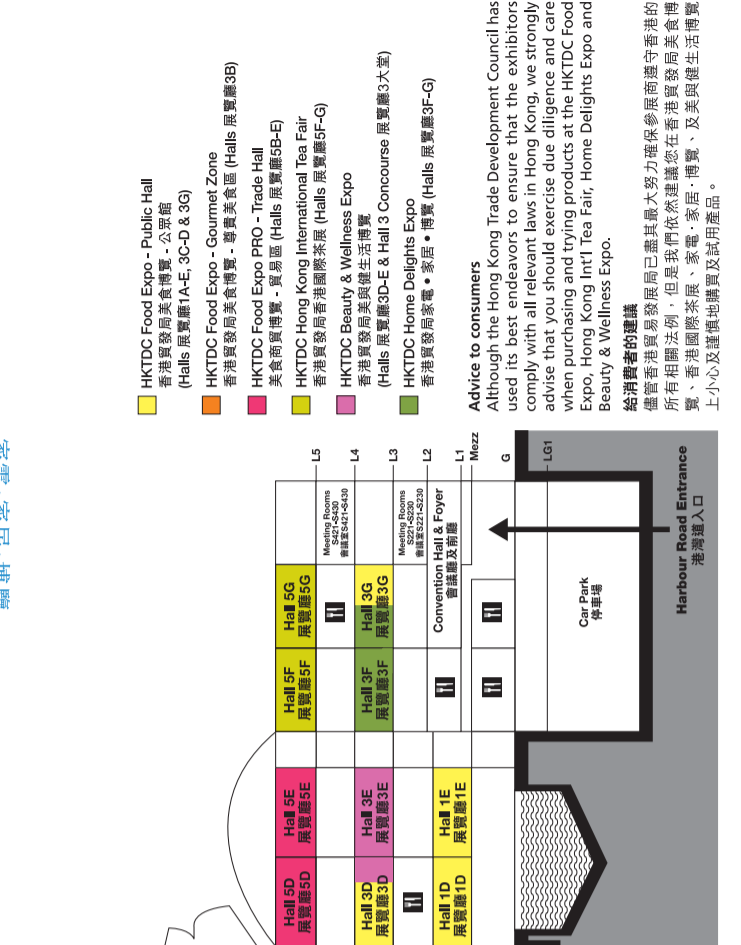 HKTDC Food Expo - Public Hall
香港貿發局美食博覽 - 公眾館
(Halls 展覽廳1A-E, 3C-D & 3G)
HKTDC Food Expo - Gourmet Zone
香港貿發局美食博覽 - 尊貴美食區 (Halls 展覽廳3B)
HKTDC Food Expo PRO - Trade Hall
美食商貿博覽 - 貿易區 (Halls 展覽廳5B-E)
HKTDC Hong Kong International Tea Fair
香港貿發局香港國際茶展 (Halls 展覽廳5F-G)
HKTDC Beauty & Wellness Expo
香港貿發局美與健生活博覽
(Halls 展覽廳3D-E & Hall 3 Concourse 展覽廳3大堂)
HKTDC Home Delights Expo
香港貿發局家電 • 家居 • 博覽 (Halls 展覽廳3F-G)
Advice to consumers
Although the Hong Kong Trade Development Council has
used its best endeavors to ensure that the exhibitors
comply with all relevant laws in Hong Kong, we strongly
advise that you should exercise due diligence and care
when purchasing and trying products at the HKTDC Food
Expo, Hong Kong Int'l Tea Fair, Home Delights Expo and
Beauty & Wellness Expo.
給消費者的建議
儘管香港貿易發展局已盡其最大努力確保參展商遵守香港的
所有相關法例，但是我們依然建議您在香港貿發局美食博
覽、香港國際茶展、家電·家居·博覽、及美與健生活博覽
上小心及謹慎地購買及試用產品。
Hall 5D
展覽廳5D
Hall 5E
展覽廳5E
Hall 5F
展覽廳5F
Hall 5G
展覽廳5G
L5
Meeting Rooms
S421-S430
會議室S421-S430
L4
Hall 3D
展覽廳3D
Hall 3E
展覽廳3E
Hall 3F
展覽廳3F
Hall 3G
展覽廳3G
L3
Meeting Rooms
S221-S230
會議室S221-S230
L2
Hall 1D
展覽廳1D
Hall 1E
展覽廳1E
Convention Hall & Foyer
會議廳及前廳
L1
Mezz
G
LG1
Car Park
停車場
Harbour Road Entrance
港灣道入口